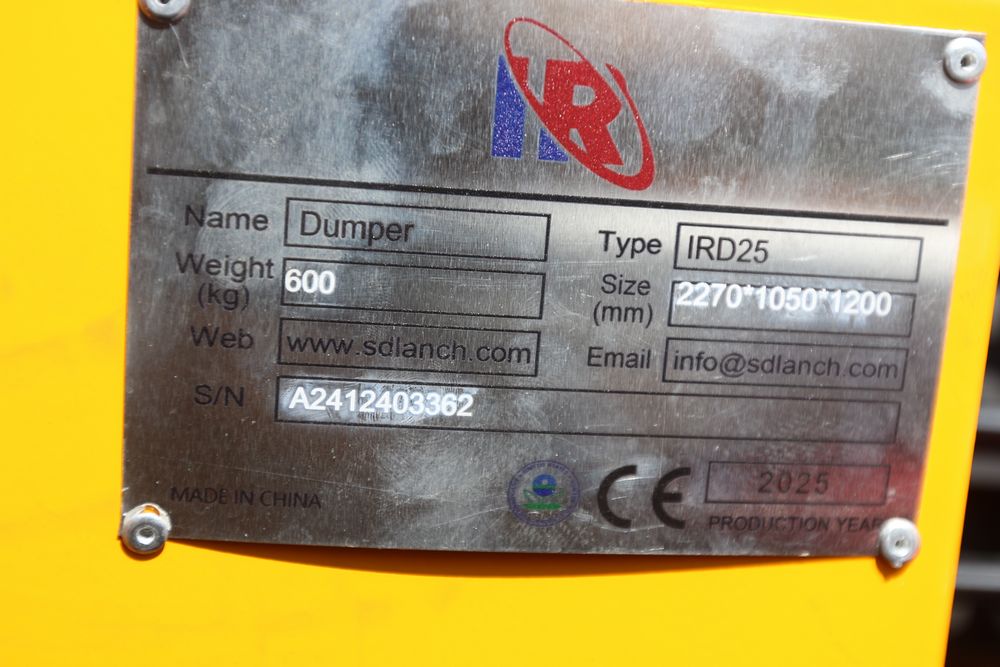 IR
Name Dumper Type IRD25
Weight (kg) 600 Size (mm) 2270*1050*1200
Web www.sdlanch.com Email info@sdlanch.com
S/N A2412403362
MADE IN CHINA CE 2025
PRODUCTION YEAR